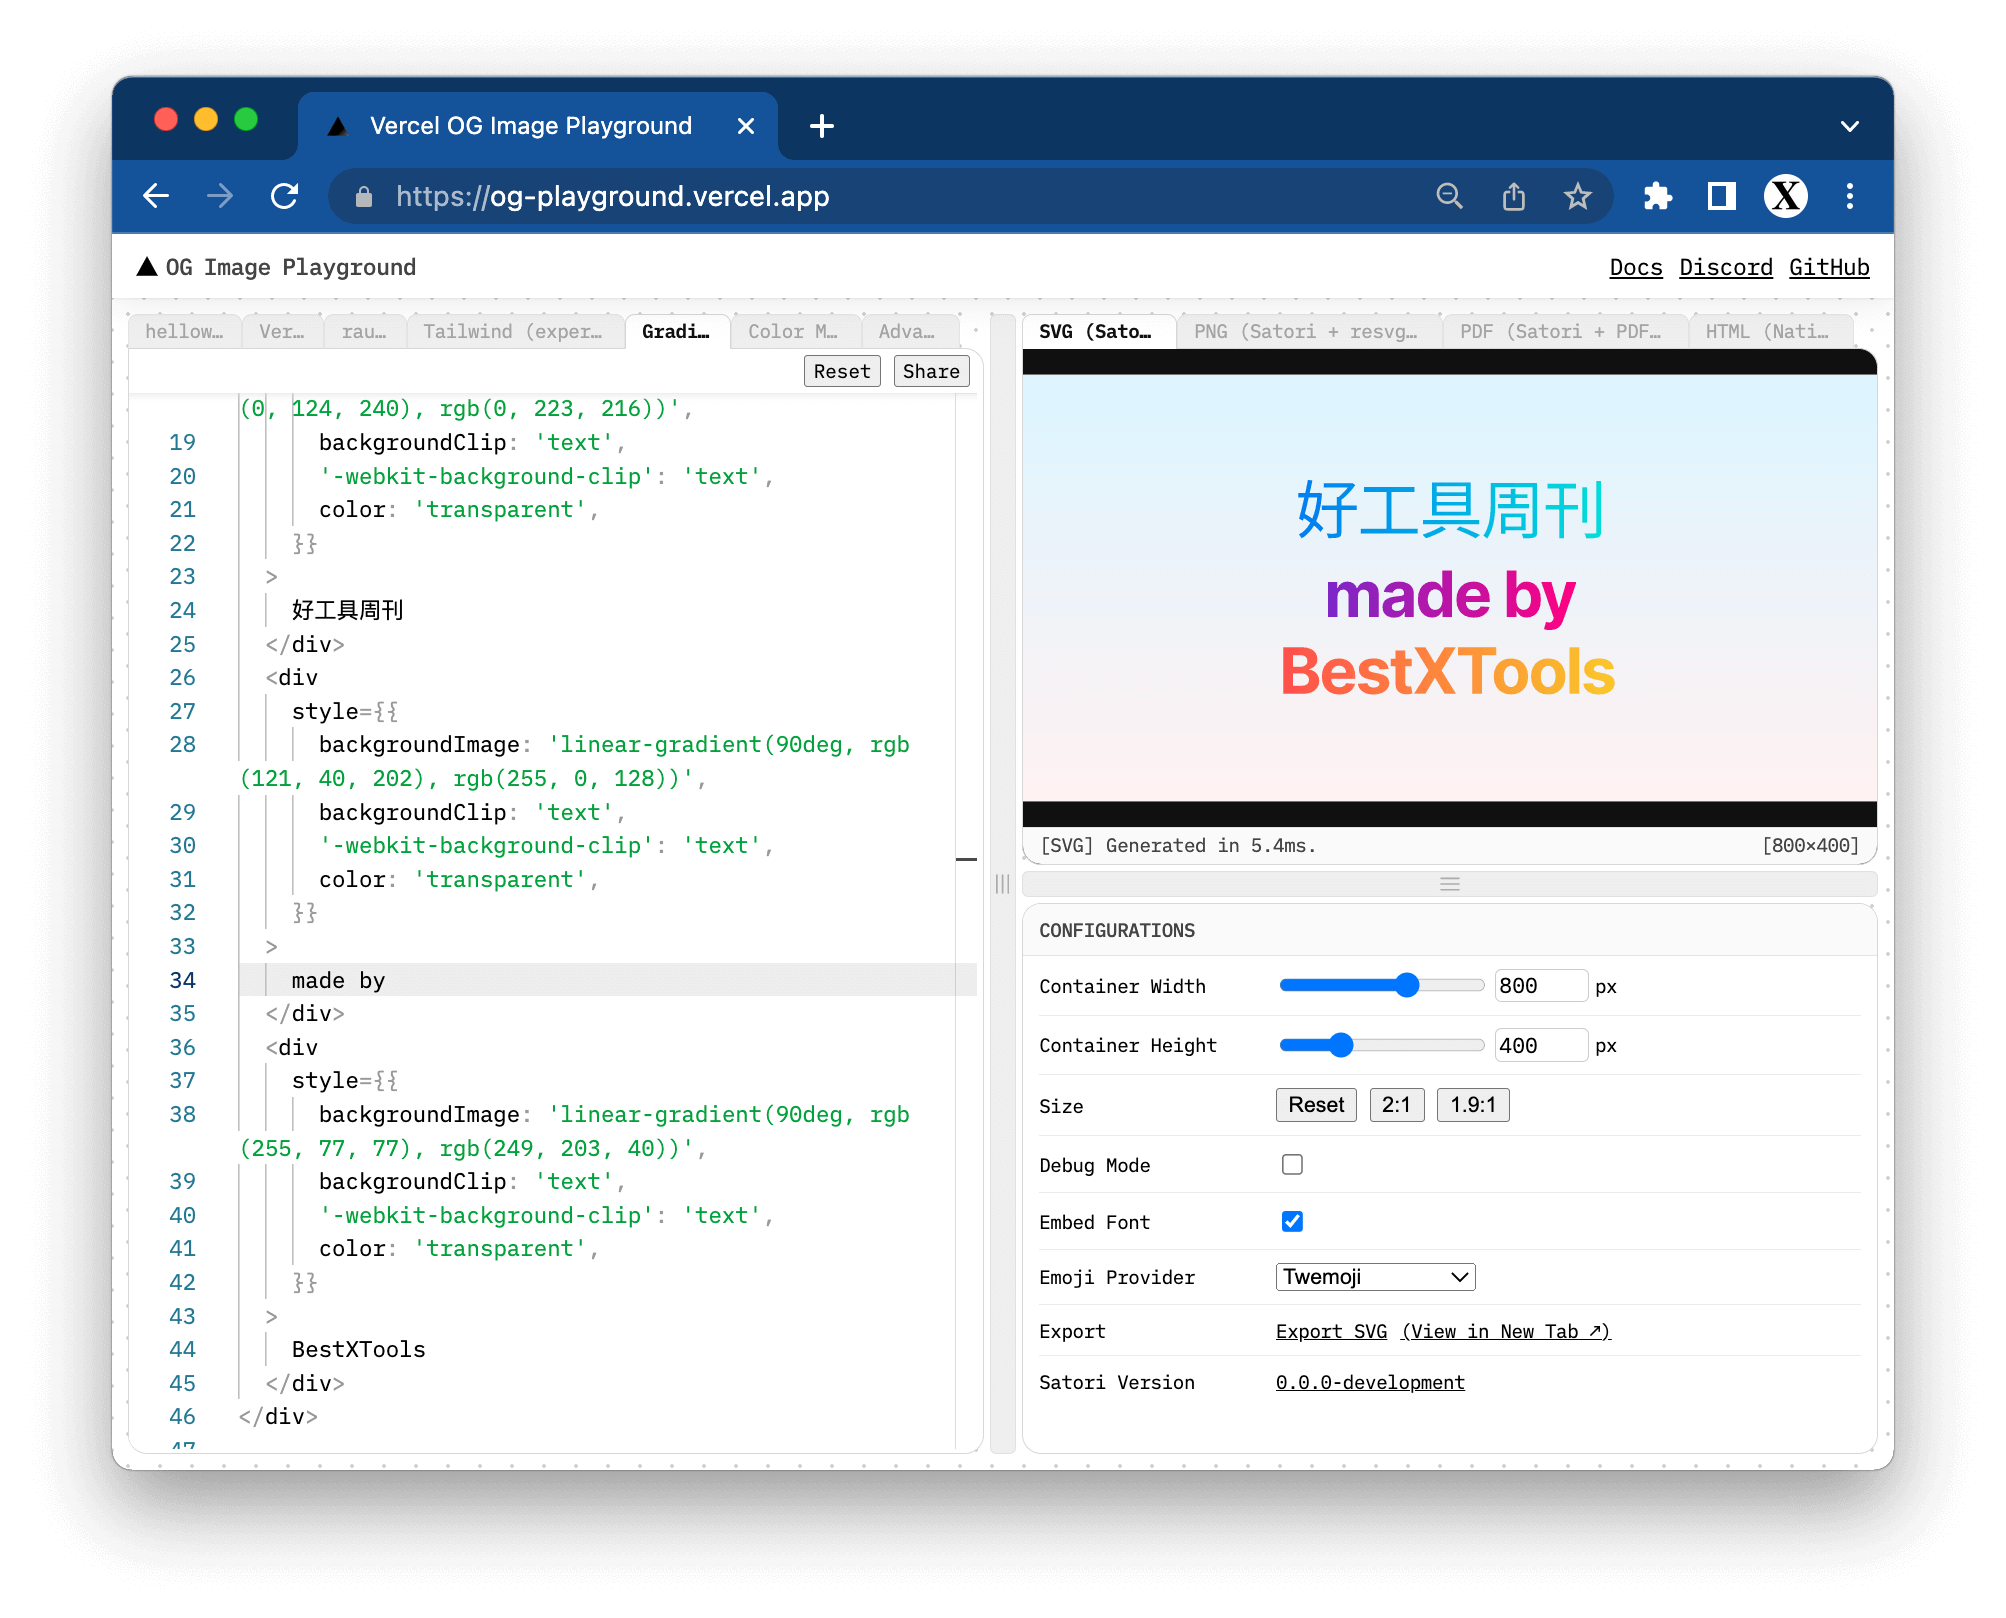 Vercel OG Image Playground
https://og-playground.vercel.app
OG Image Playground
Docs Discord GitHub
hellow… Ver… rau… Tailwind (exper… Gradi… Color M… Adva…
Reset Share
(0, 124, 240), rgb(0, 223, 216))',
19 backgroundClip: 'text',
20 '-webkit-background-clip': 'text',
21 color: 'transparent',
22 }}
23 >
24 好工具周刊
25 </div>
26 <div
27 style={{
28 backgroundImage: 'linear-gradient(90deg, rgb
(121, 40, 202), rgb(255, 0, 128))',
29 backgroundClip: 'text',
30 '-webkit-background-clip': 'text',
31 color: 'transparent',
32 }}
33 >
34 made by
35 </div>
36 <div
37 style={{
38 backgroundImage: 'linear-gradient(90deg, rgb
(255, 77, 77), rgb(249, 203, 40))',
39 backgroundClip: 'text',
40 '-webkit-background-clip': 'text',
41 color: 'transparent',
42 }}
43 >
44 BestXTools
45 </div>
46 </div>
47
SVG (Sato… PNG (Satori + resvg… PDF (Satori + PDF… HTML (Nati…
好工具周刊
made by
BestXTools
[SVG] Generated in 5.4ms. [800×400]
CONFIGURATIONS
Container Width 800 px
Container Height 400 px
Size Reset 2:1 1.9:1
Debug Mode
Embed Font
Emoji Provider Twemoji
Export Export SVG (View in New Tab ↗)
Satori Version 0.0.0-development